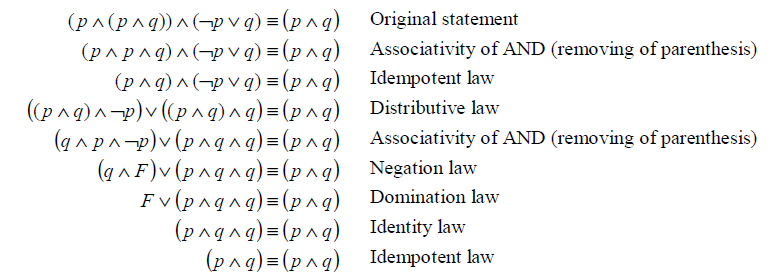 (p ∧ (p ∧ q)) ∧ (¬p ∨ q) ≡ (p ∧ q) Original statement
(p ∧ p ∧ q) ∧ (¬p ∨ q) ≡ (p ∧ q) Associativity of AND (removing of parenthesis)
(p ∧ q) ∧ (¬p ∨ q) ≡ (p ∧ q) Idempotent law
((p ∧ q) ∧ ¬p) ∨ ((p ∧ q) ∧ q) ≡ (p ∧ q) Distributive law
(q ∧ p ∧ ¬p) ∨ (p ∧ q ∧ q) ≡ (p ∧ q) Associativity of AND (removing of parenthesis)
(q ∧ F) ∨ (p ∧ q ∧ q) ≡ (p ∧ q) Negation law
F ∨ (p ∧ q ∧ q) ≡ (p ∧ q) Domination law
(p ∧ q ∧ q) ≡ (p ∧ q) Identity law
(p ∧ q) ≡ (p ∧ q) Idempotent law